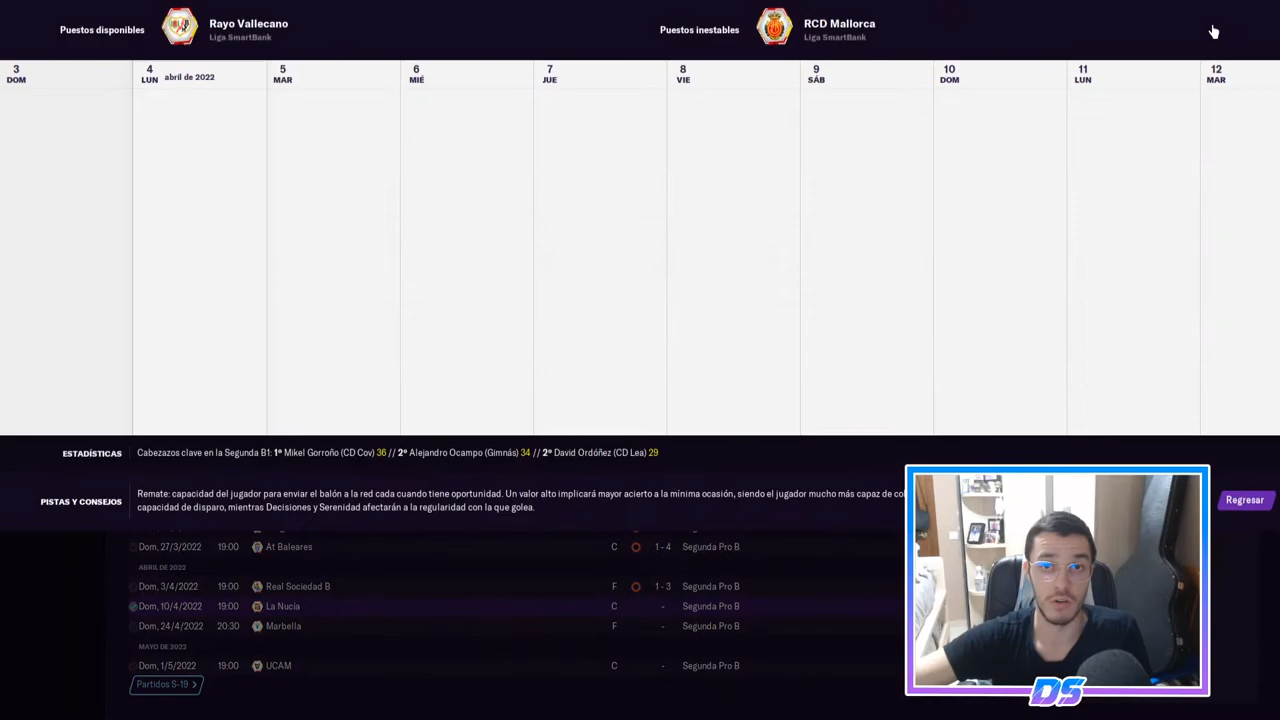 Puestos disponibles
Rayo Vallecano
Liga SmartBank
Puestos inestables
RCD Mallorca
Liga SmartBank
3 DOM
4 LUN abril de 2022
5 MAR
6 MIÉ
7 JUE
8 VIE
9 SÁB
10 DOM
11 LUN
12 MAR
ESTADÍSTICAS Cabezazos clave en la Segunda B1: 1º Mikel Gorroño (CD Cov) 36 // 2º Alejandro Ocampo (Gimnás) 34 // 2º David Ordóñez (CD Lea) 29
PISTAS Y CONSEJOS
Remate: capacidad del jugador para enviar el balón a la red cada cuando tiene oportunidad. Un valor alto implicará mayor acierto a la mínima ocasión, siendo el jugador mucho más capaz de
capacidad de disparo, mientras Decisiones y Serenidad afectarán a la regularidad con la que golea.
Regresar
Dom, 27/3/2022 19:00 At Baleares C 1 - 4 Segunda Pro B
ABRIL DE 2022
Dom, 3/4/2022 19:00 Real Sociedad B F 1 - 3 Segunda Pro B
Dom, 10/4/2022 19:00 La Nucía C - Segunda Pro B
Dom, 24/4/2022 20:30 Marbella F - Segunda Pro B
MAYO DE 2022
Dom, 1/5/2022 19:00 UCAM C - Segunda Pro B
Partidos S-19 >
DS